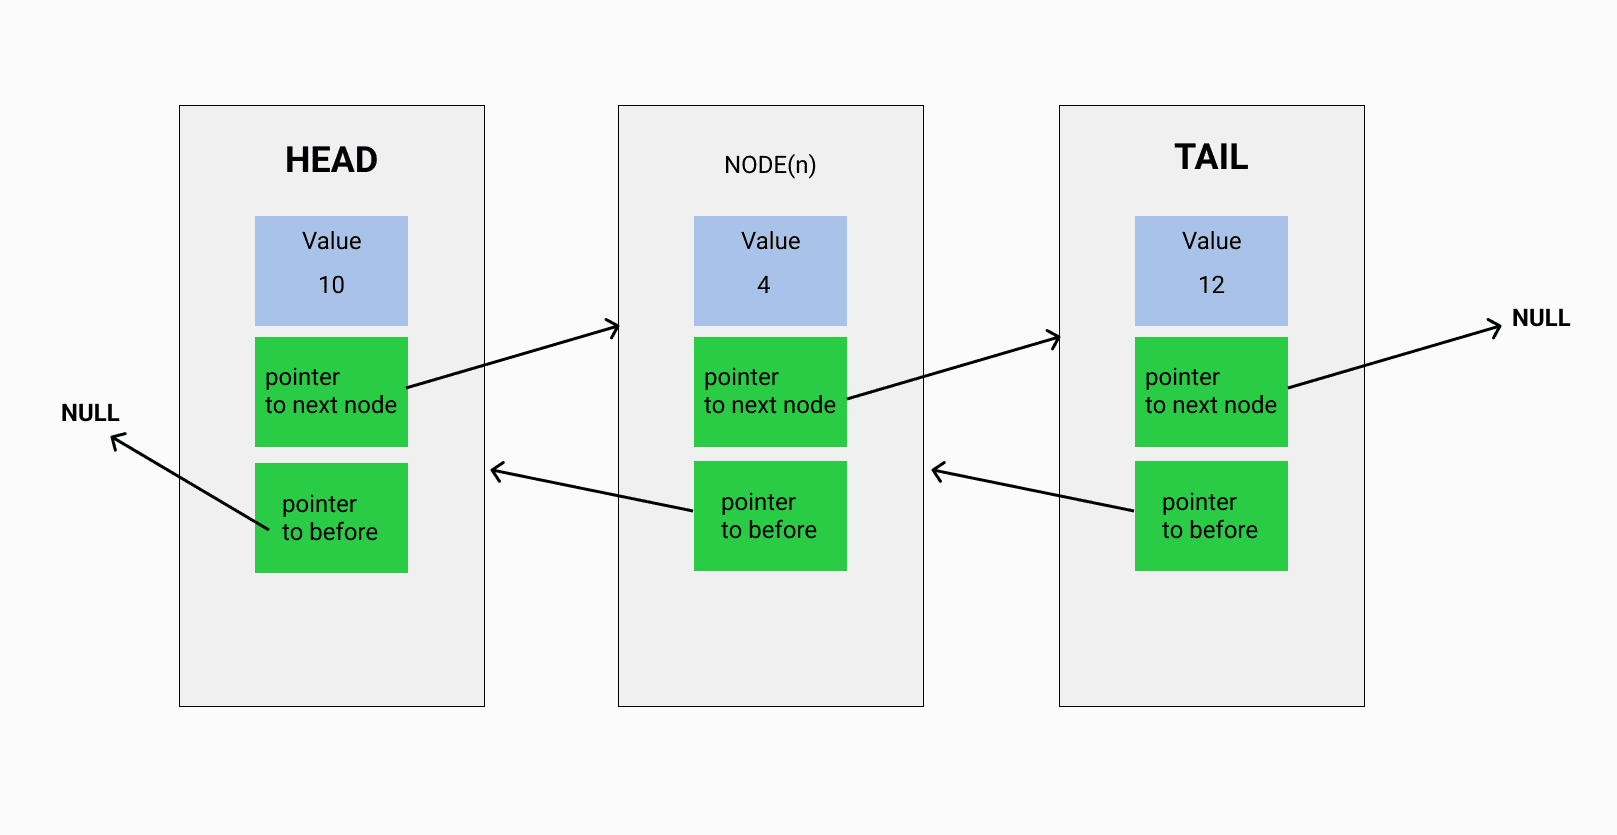 HEAD
Value
10
pointer
to next node
pointer
to before
NULL
NODE(n)
Value
4
pointer
to next node
pointer
to before
TAIL
Value
12
pointer
to next node
pointer
to before
NULL